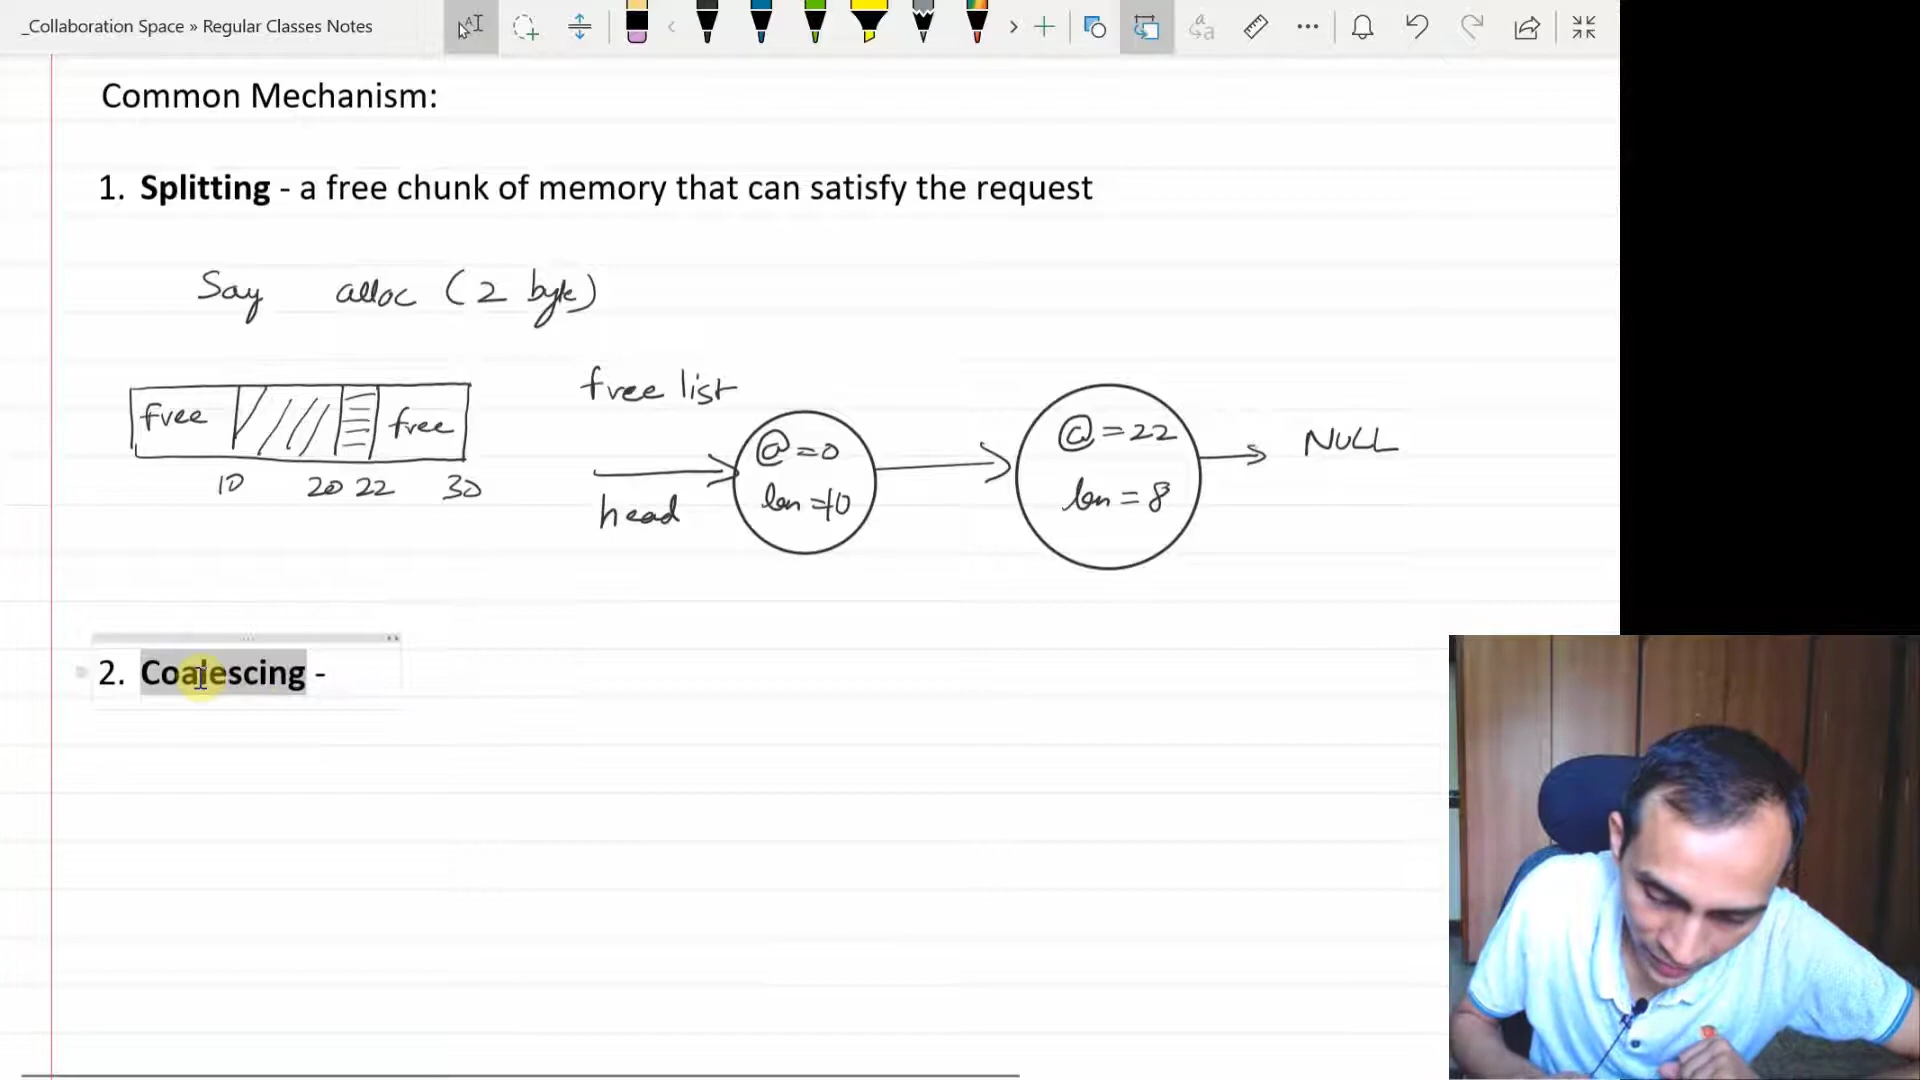 _Collaboration Space » Regular Classes Notes
Common Mechanism:
1. Splitting - a free chunk of memory that can satisfy the request
Say alloc (2 byte)
free list
free free
10 20 22 30
head
@=0
len=10
@=22
len=8
NULL
2. Coalescing -